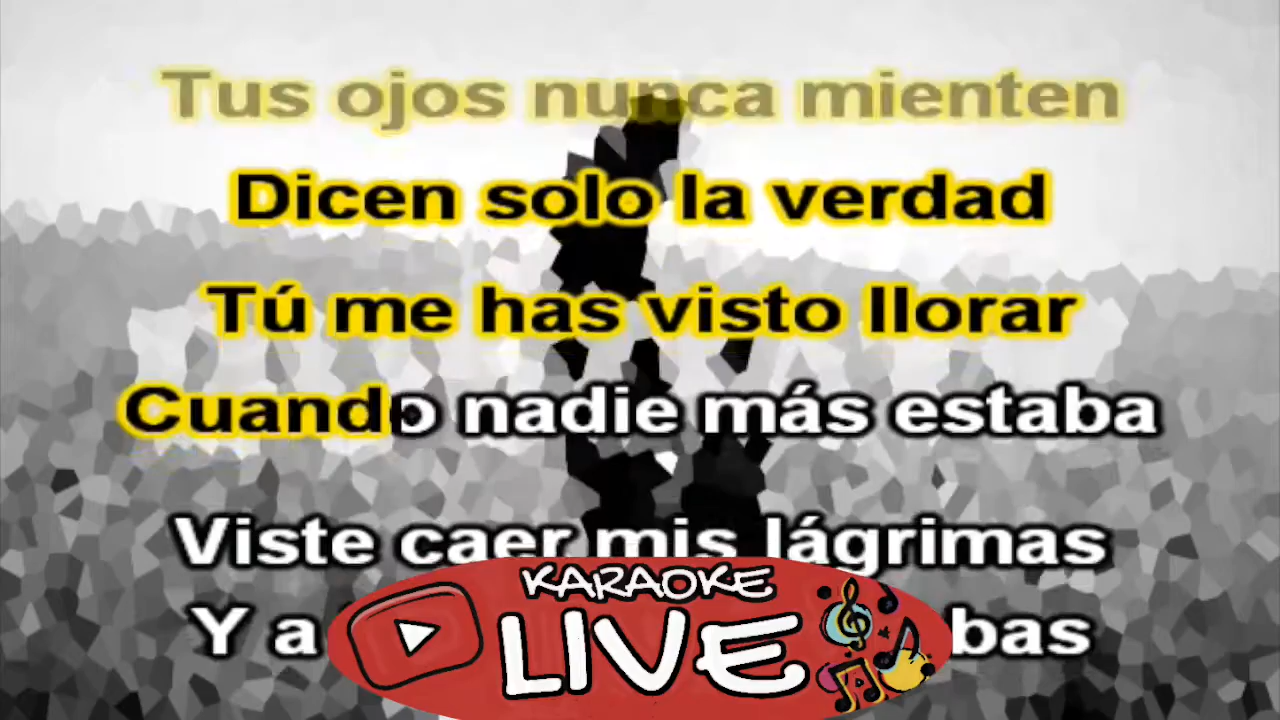 Tus ojos nunca mienten
Dicen solo la verdad
Tú me has visto llorar
Cuando nadie más estaba
Viste caer mis lágrimas
Y a
bas
KARAOKE
LIVE